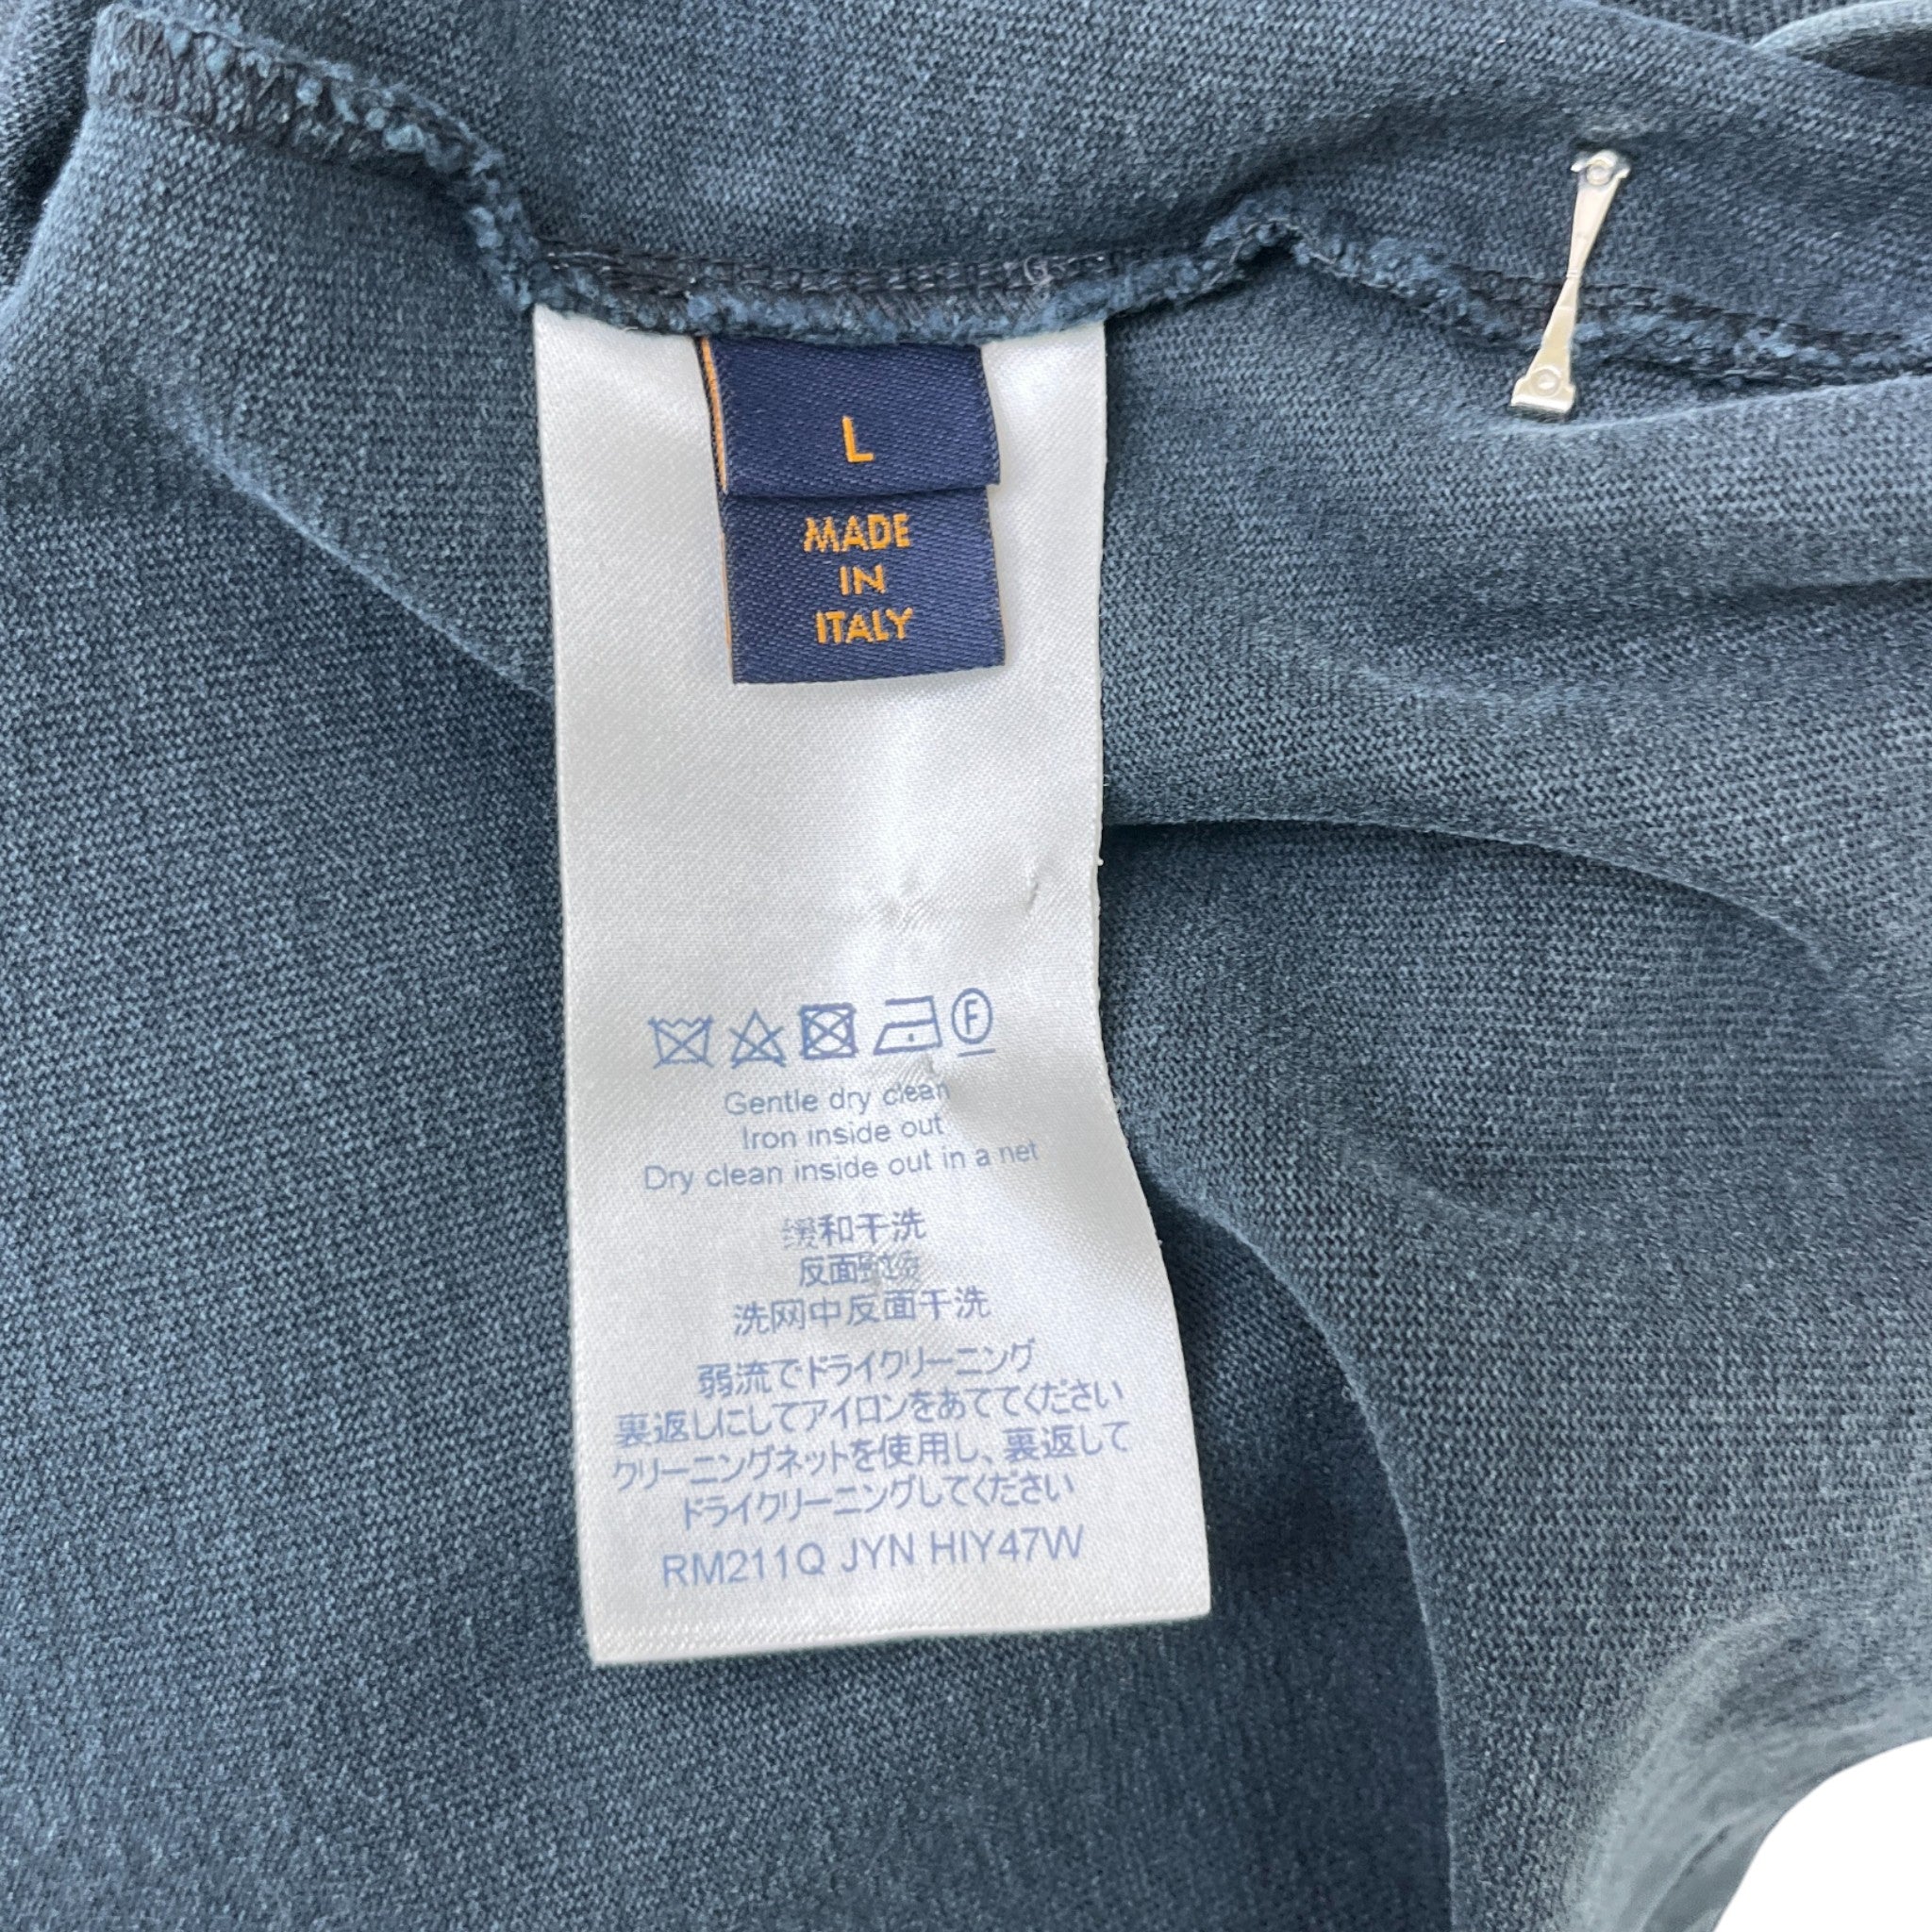 L
MADE
IN
ITALY
F
Gentle dry clean
Iron inside out
Dry clean inside out in a net
缓和干洗
反面
洗网中反面干洗
弱流でドライクリーニング
裏返しにしてアイロンをあててください
クリーニングネットを使用し、裏返して
ドライクリーニングしてください
RM211Q JYN HIY47W